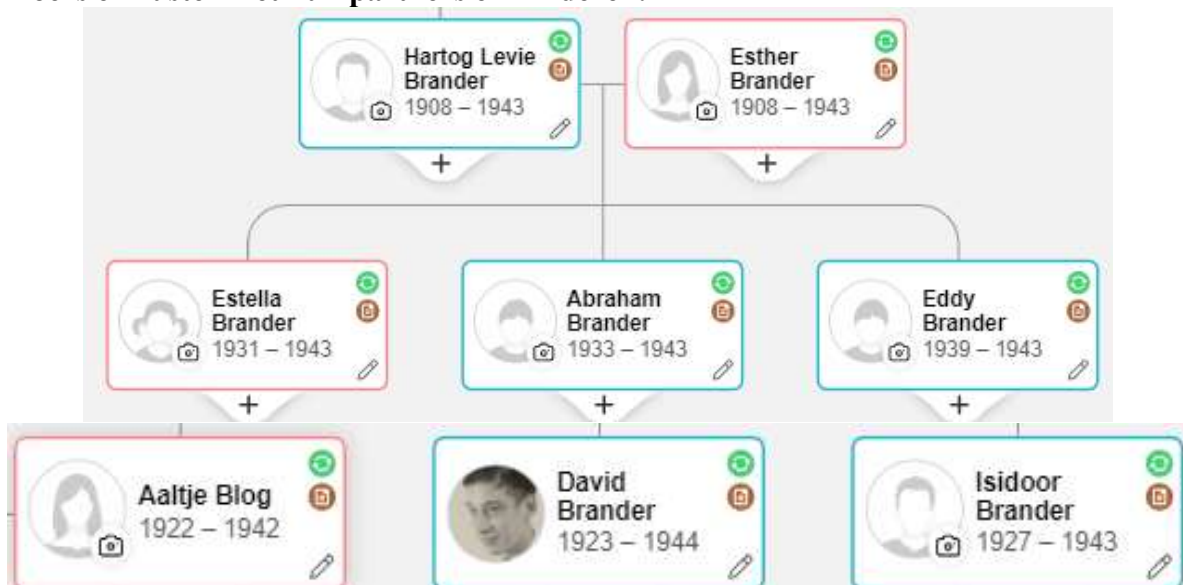 Hartog Levie
Brander
1908 – 1943
Esther
Brander
1908 – 1943
+
+
Estella
Brander
1931 – 1943
Abraham
Brander
1933 – 1943
Eddy
Brander
1939 – 1943
+
+
+
Aaltje Blog
1922 – 1942
David
Brander
1923 – 1944
Isidoor
Brander
1927 – 1943